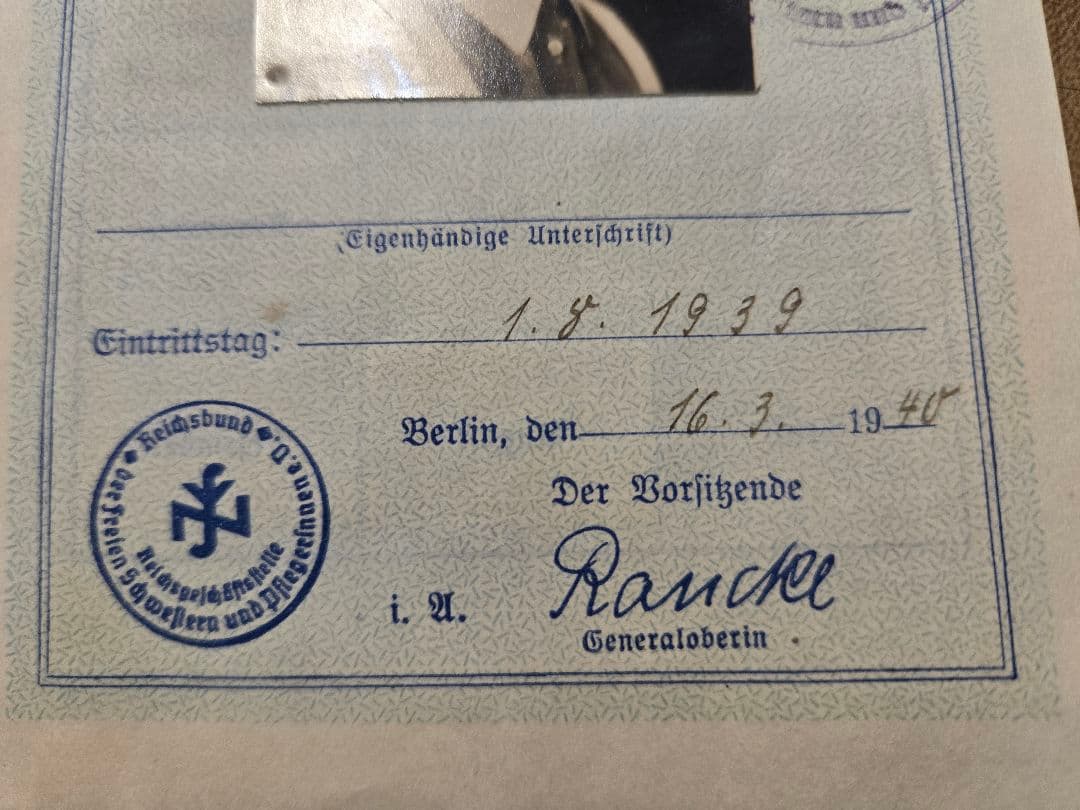 und
(Eigenhändige Unterschrift)
Eintrittstag: 1. 8. 1939
Berlin, den 16. 3. 1940
Der Vorsitzende
i. A. Rancke
Generaloberin
Reichsbund der freien Schwestern und Pflegerinnen e.V.
Reichsgeschäftsstelle